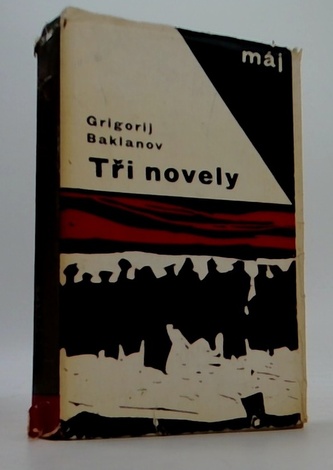 máj
Grigorij
Baklanov
Tři novely